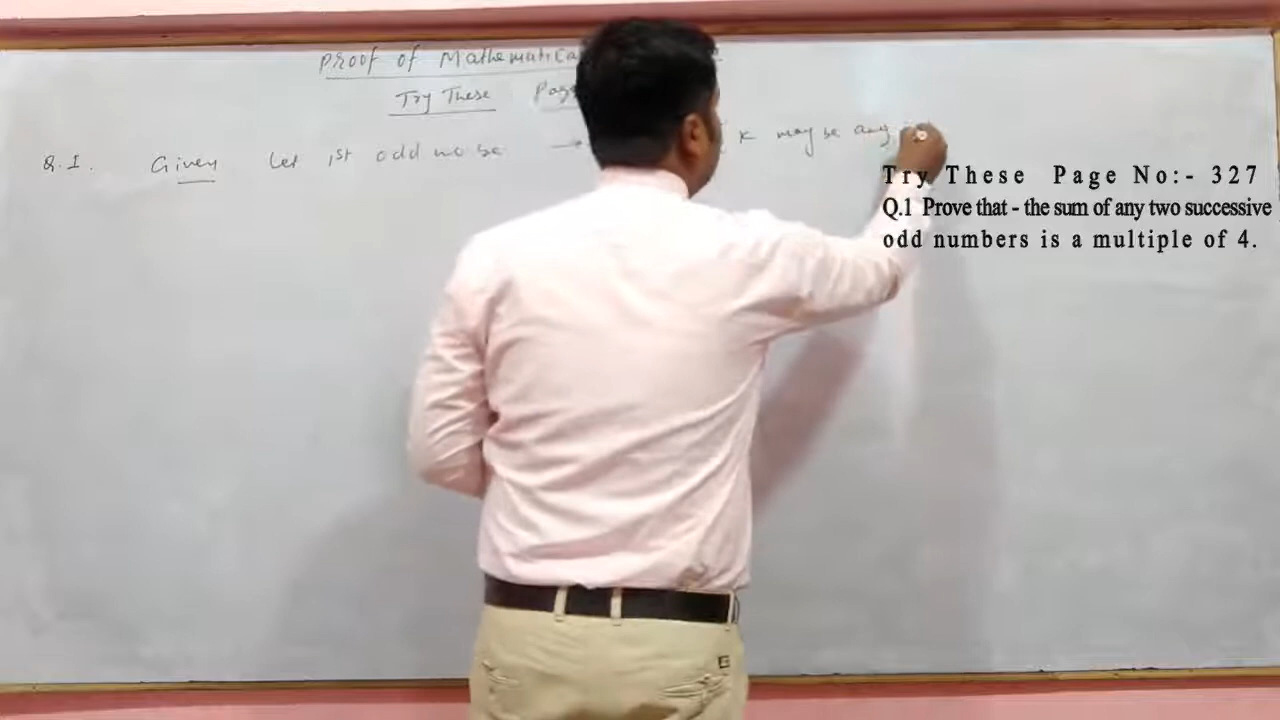 Proof of Mathematica
Try These Pag
Q.1. Given Let 1st odd no be → K may be any
Try These Page No:- 327
Q.1 Prove that - the sum of any two successive
odd numbers is a multiple of 4.